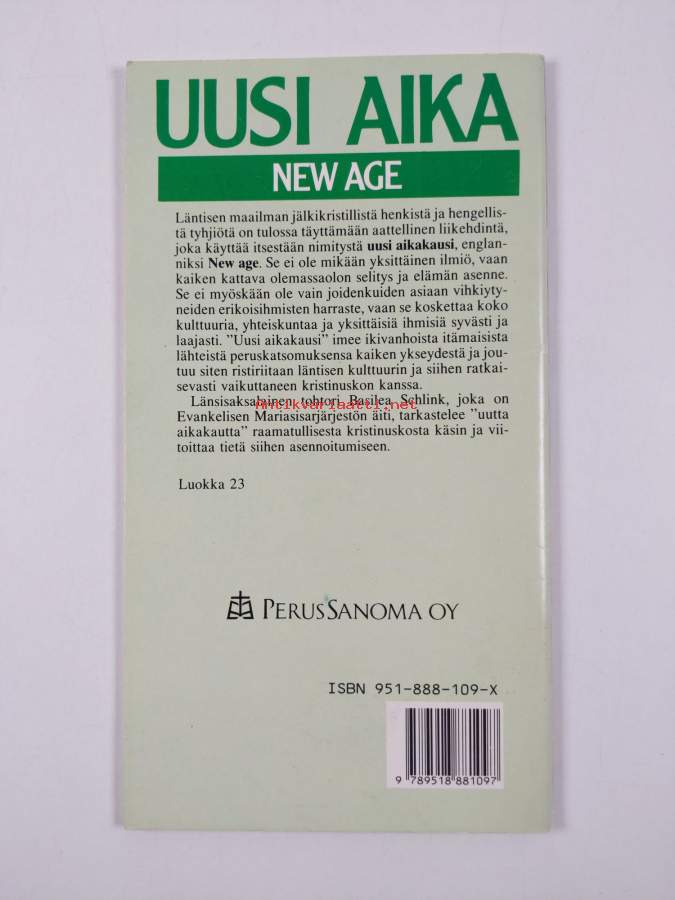 UUSI AIKA
NEW AGE
Läntisen maailman jälkikristillistä henkistä ja hengellis-
tä tyhjiötä on tulossa täyttämään aatteellinen liikehdintä,
joka käyttää itsestään nimitystä uusi aikakausi, englan-
niksi New age. Se ei ole mikään yksittäinen ilmiö, vaan
kaiken kattava olemassaolon selitys ja elämän asenne.
Se ei myöskään ole vain joidenkuiden asiaan vihkiyty-
neiden erikoisihmisten harraste, vaan se koskettaa koko
kulttuuria, yhteiskuntaa ja yksittäisiä ihmisiä syvästi ja
laajasti. "Uusi aikakausi" imee ikivanhoista itämaisista
lähteistä peruskatsomuksensa kaiken ykseydestä ja jou-
tuu siten ristiriitaan läntisen kulttuurin ja siihen ratkai-
sevasti vaikuttaneen kristinuskon kanssa.
Länsisaksalainen tohtori Basilea Schlink, joka on
Antikvariaatti.net
Evankelisen Mariasisarjärjestön äiti, tarkastelee "uutta
aikakautta" raamatullisesta kristinuskosta käsin ja vii-
toittaa tietä siihen asennoitumiseen.
Luokka 23
PERUSSANOMA OY
ISBN 951-888-109-X
9 789518 881097